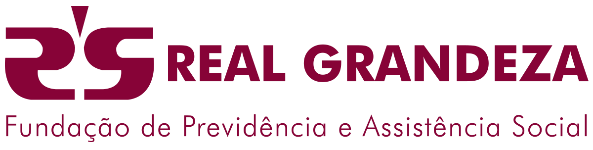 REAL GRANDEZA
Fundação de Previdência e Assistência Social